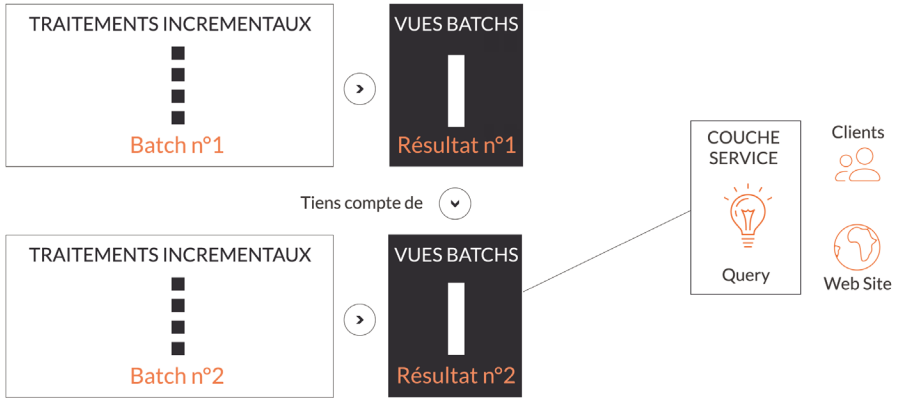 TRAITEMENTS INCREMENTAUX
Batch n°1
VUES BATCHS
Résultat n°1
Tiens compte de
TRAITEMENTS INCREMENTAUX
Batch n°2
VUES BATCHS
Résultat n°2
COUCHE
SERVICE
Query
Clients
Web Site